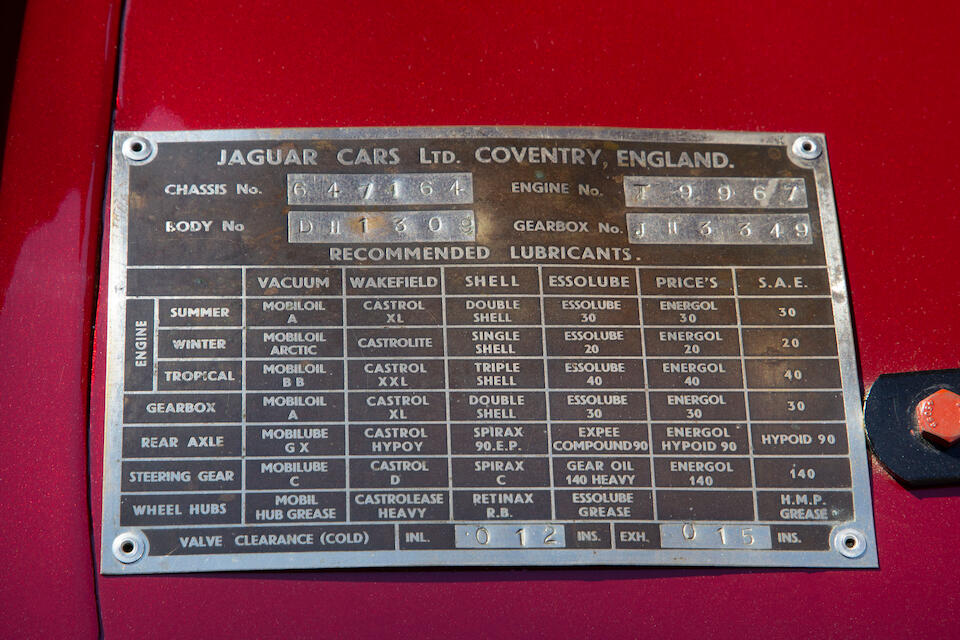 JAGUAR CARS LTD. COVENTRY, ENGLAND.
CHASSIS No. 647164 ENGINE No. T 9967
BODY No DH1309 GEARBOX No. JH3349
RECOMMENDED LUBRICANTS.
VACUUM WAKEFIELD SHELL ESSOLUBE PRICE'S S.A.E.
ENGINE
SUMMER MOBILOIL A CASTROL XL DOUBLE SHELL ESSOLUBE 30 ENERGOL 30 30
WINTER MOBILOIL ARCTIC CASTROLITE SINGLE SHELL ESSOLUBE 20 ENERGOL 20 20
TROPICAL MOBILOIL BB CASTROL XXL TRIPLE SHELL ESSOLUBE 40 ENERGOL 40 40
GEARBOX MOBILOIL A CASTROL XL DOUBLE SHELL ESSOLUBE 30 ENERGOL 30 30
REAR AXLE MOBILUBE GX CASTROL HYPOY SPIRAX 90.E.P. EXPEE COMPOUND 90 ENERGOL HYPOID 90 HYPOID 90
STEERING GEAR MOBILUBE C CASTROL D SPIRAX C GEAR OIL 140 HEAVY ENERGOL 140 140
WHEEL HUBS MOBIL HUB GREASE CASTROLEASE HEAVY RETINAX R.B. ESSOLUBE GREASE H.M.P. GREASE
VALVE CLEARANCE (COLD) INL. 012 INS. EXH. 015 INS.